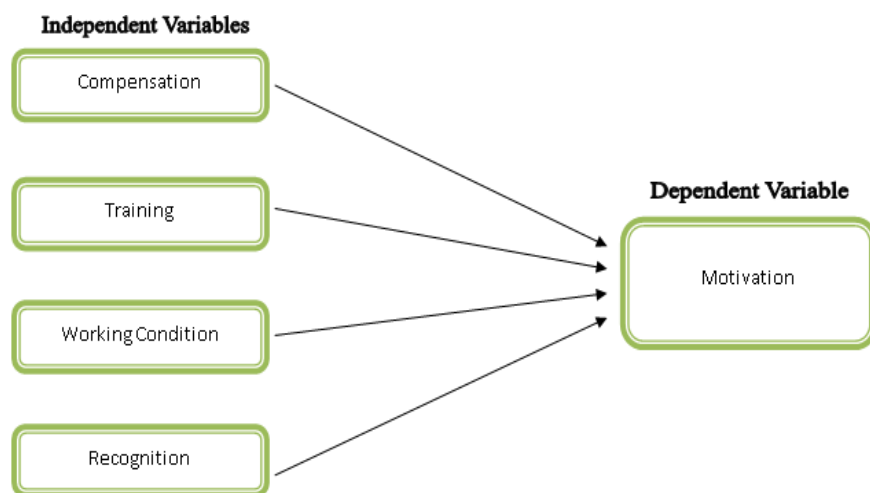 Independent Variables
Compensation
Training
Working Condition
Recognition
Dependent Variable
Motivation